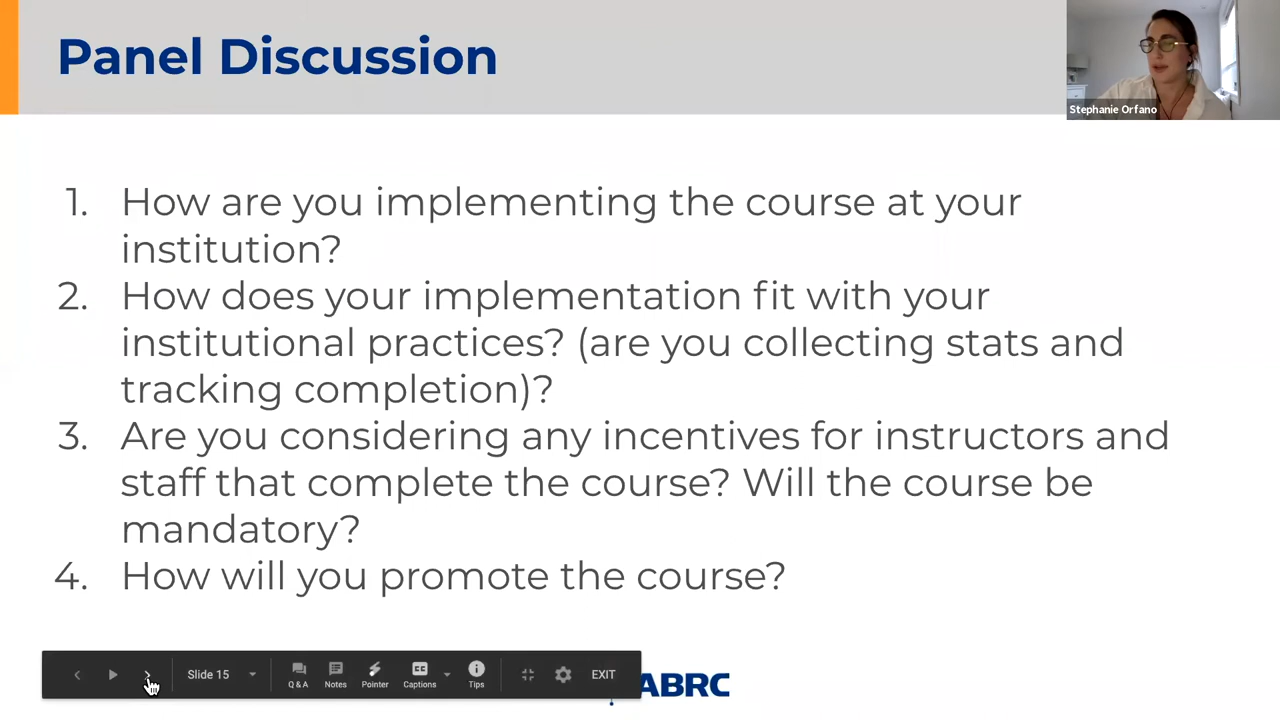 Panel Discussion
Stephanie Orfano
1. How are you implementing the course at your
institution?
2. How does your implementation fit with your
institutional practices? (are you collecting stats and
tracking completion)?
3. Are you considering any incentives for instructors and
staff that complete the course? Will the course be
mandatory?
4. How will you promote the course?
Slide 15
Q & A
Notes
Pointer
CC
Captions
Tips
EXIT
ABRC